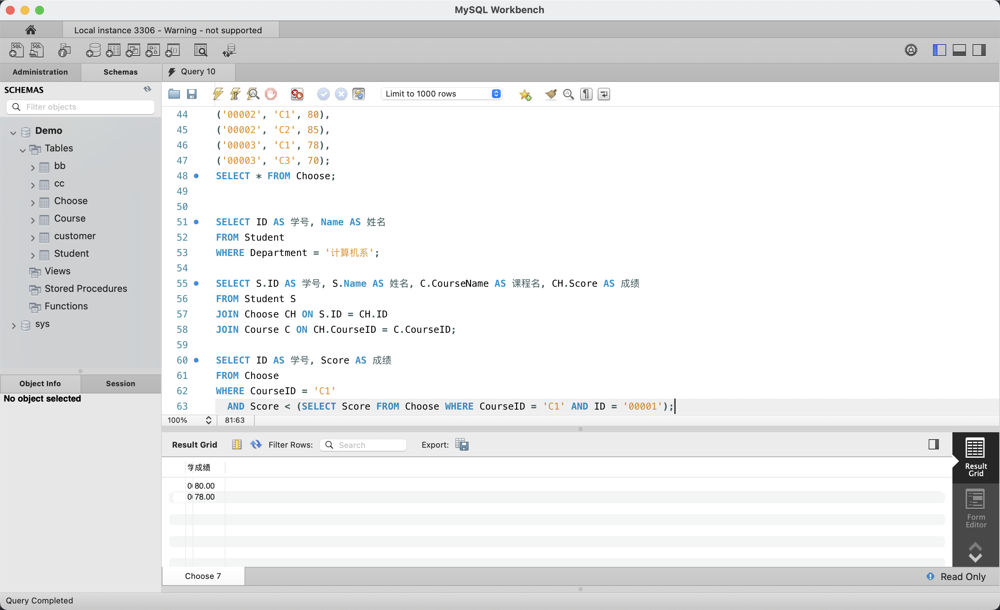 MySQL Workbench
Local instance 3306 - Warning - not supported
Administration
Schemas
Query 10
SCHEMAS
Filter objects
Demo
Tables
bb
cc
Choose
Course
customer
Student
Views
Stored Procedures
Functions
sys
Object Info
Session
No object selected
Limit to 1000 rows
44 ('00002', 'C1', 80),
45 ('00002', 'C2', 85),
46 ('00003', 'C1', 78),
47 ('00003', 'C3', 70);
48 SELECT * FROM Choose;
49
50
51 SELECT ID AS 学号, Name AS 姓名
52 FROM Student
53 WHERE Department = '计算机系';
54
55 SELECT S.ID AS 学号, S.Name AS 姓名, C.CourseName AS 课程名, CH.Score AS 成绩
56 FROM Student S
57 JOIN Choose CH ON S.ID = CH.ID
58 JOIN Course C ON CH.CourseID = C.CourseID;
59
60 SELECT ID AS 学号, Score AS 成绩
61 FROM Choose
62 WHERE CourseID = 'C1'
63 AND Score < (SELECT Score FROM Choose WHERE CourseID = 'C1' AND ID = '00001');
100% 81:63
Result Grid Filter Rows: Search Export:
学 成绩
0 80.00
0 78.00
Result Grid
Form Editor
Choose 7
Read Only
Query Completed